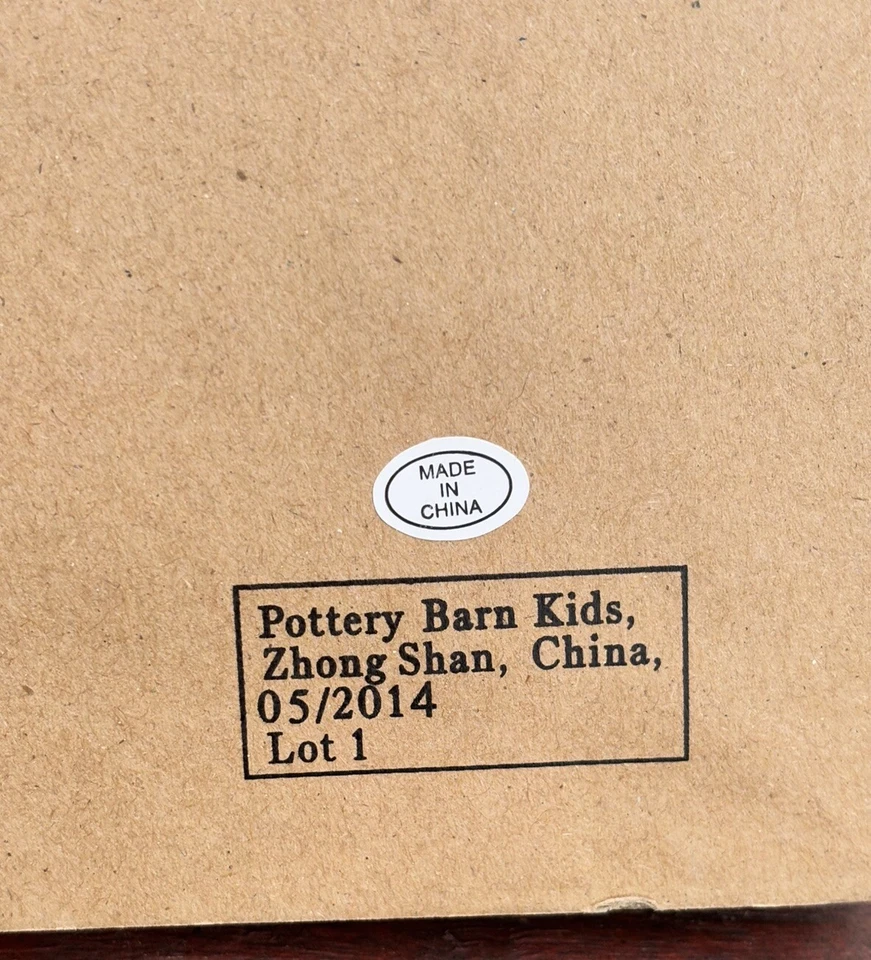 MADE
IN
CHINA
Pottery Barn Kids,
Zhong Shan, China,
05/2014
Lot 1